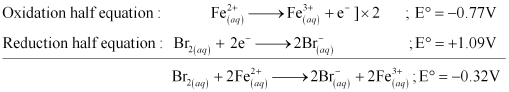 Oxidation half equation : Fe²⁺(aq) ⟶ Fe³⁺(aq) + e⁻ ] × 2 ; E° = −0.77V
Reduction half equation : Br₂(aq) + 2e⁻ ⟶ 2Br⁻(aq) ; E° = +1.09V
Br₂(aq) + 2Fe²⁺(aq) ⟶ 2Br⁻(aq) + 2Fe³⁺(aq) ; E° = −0.32V